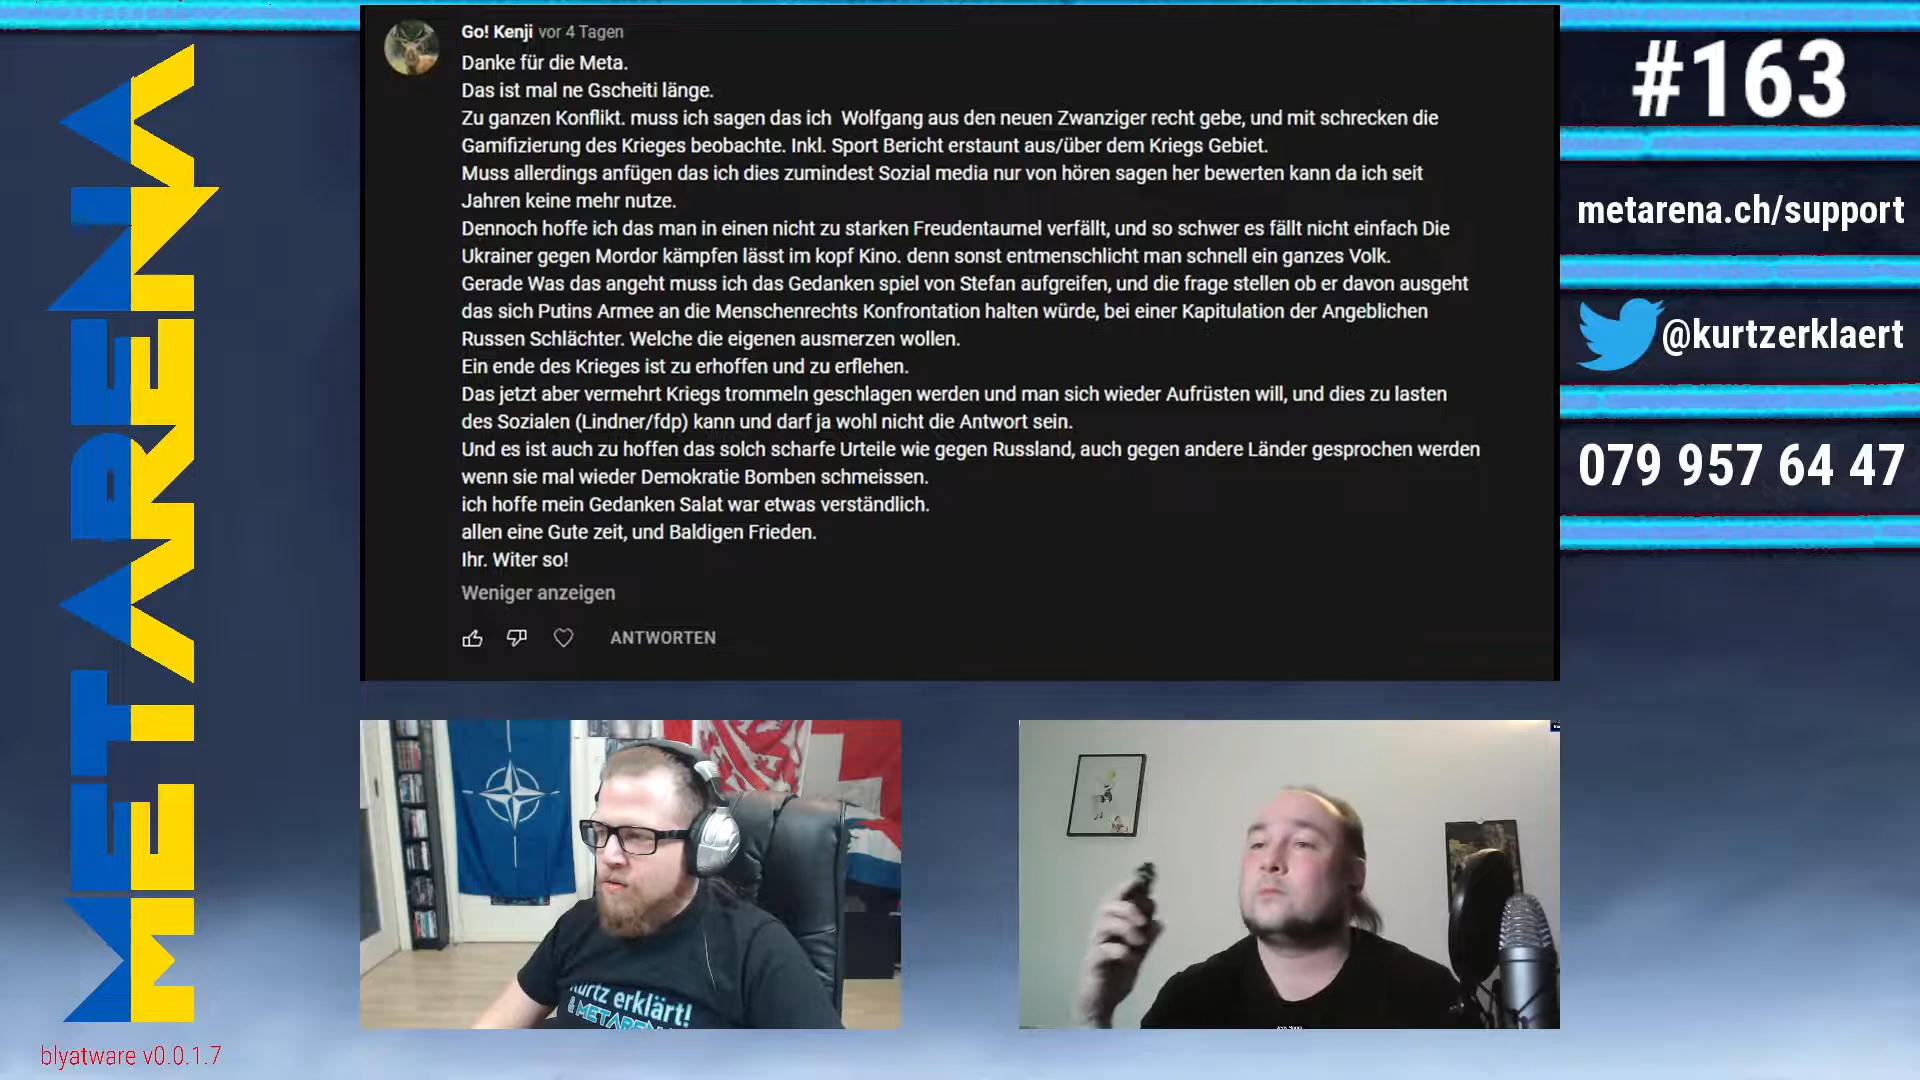 METARENA
blyatware v0.0.1.7
Go! Kenji vor 4 Tagen
Danke für die Meta.
Das ist mal ne Gscheiti länge.
Zu ganzen Konflikt. muss ich sagen das ich  Wolfgang aus den neuen Zwanziger recht gebe, und mit schrecken die
Gamifizierung des Krieges beobachte. Inkl. Sport Bericht erstaunt aus/über dem Kriegs Gebiet.
Muss allerdings anfügen das ich dies zumindest Sozial media nur von hören sagen her bewerten kann da ich seit
Jahren keine mehr nutze.
Dennoch hoffe ich das man in einen nicht zu starken Freudentaumel verfällt, und so schwer es fällt nicht einfach Die
Ukrainer gegen Mordor kämpfen lässt im kopf Kino. denn sonst entmenschlicht man schnell ein ganzes Volk.
Gerade Was das angeht muss ich das Gedanken spiel von Stefan aufgreifen, und die frage stellen ob er davon ausgeht
das sich Putins Armee an die Menschenrechts Konfrontation halten würde, bei einer Kapitulation der Angeblichen
Russen Schlächter. Welche die eigenen ausmerzen wollen.
Ein ende des Krieges ist zu erhoffen und zu erflehen.
Das jetzt aber vermehrt Kriegs trommeln geschlagen werden und man sich wieder Aufrüsten will, und dies zu lasten
des Sozialen (Lindner/fdp) kann und darf ja wohl nicht die Antwort sein.
Und es ist auch zu hoffen das solch scharfe Urteile wie gegen Russland, auch gegen andere Länder gesprochen werden
wenn sie mal wieder Demokratie Bomben schmeissen.
ich hoffe mein Gedanken Salat war etwas verständlich.
allen eine Gute zeit, und Baldigen Frieden.
Ihr. Witer so!
Weniger anzeigen
ANTWORTEN
#163
metarena.ch/support
@kurtzerklaert
079 957 64 47
kurtz erklärt!
& METARENA